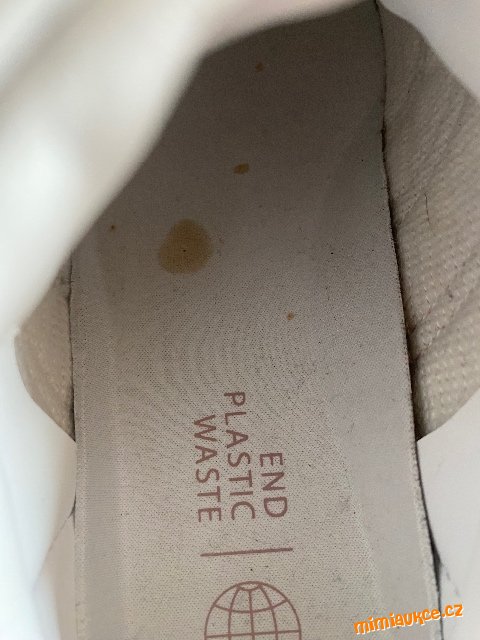 END
PLASTIC
WASTE
mimiaukce.cz